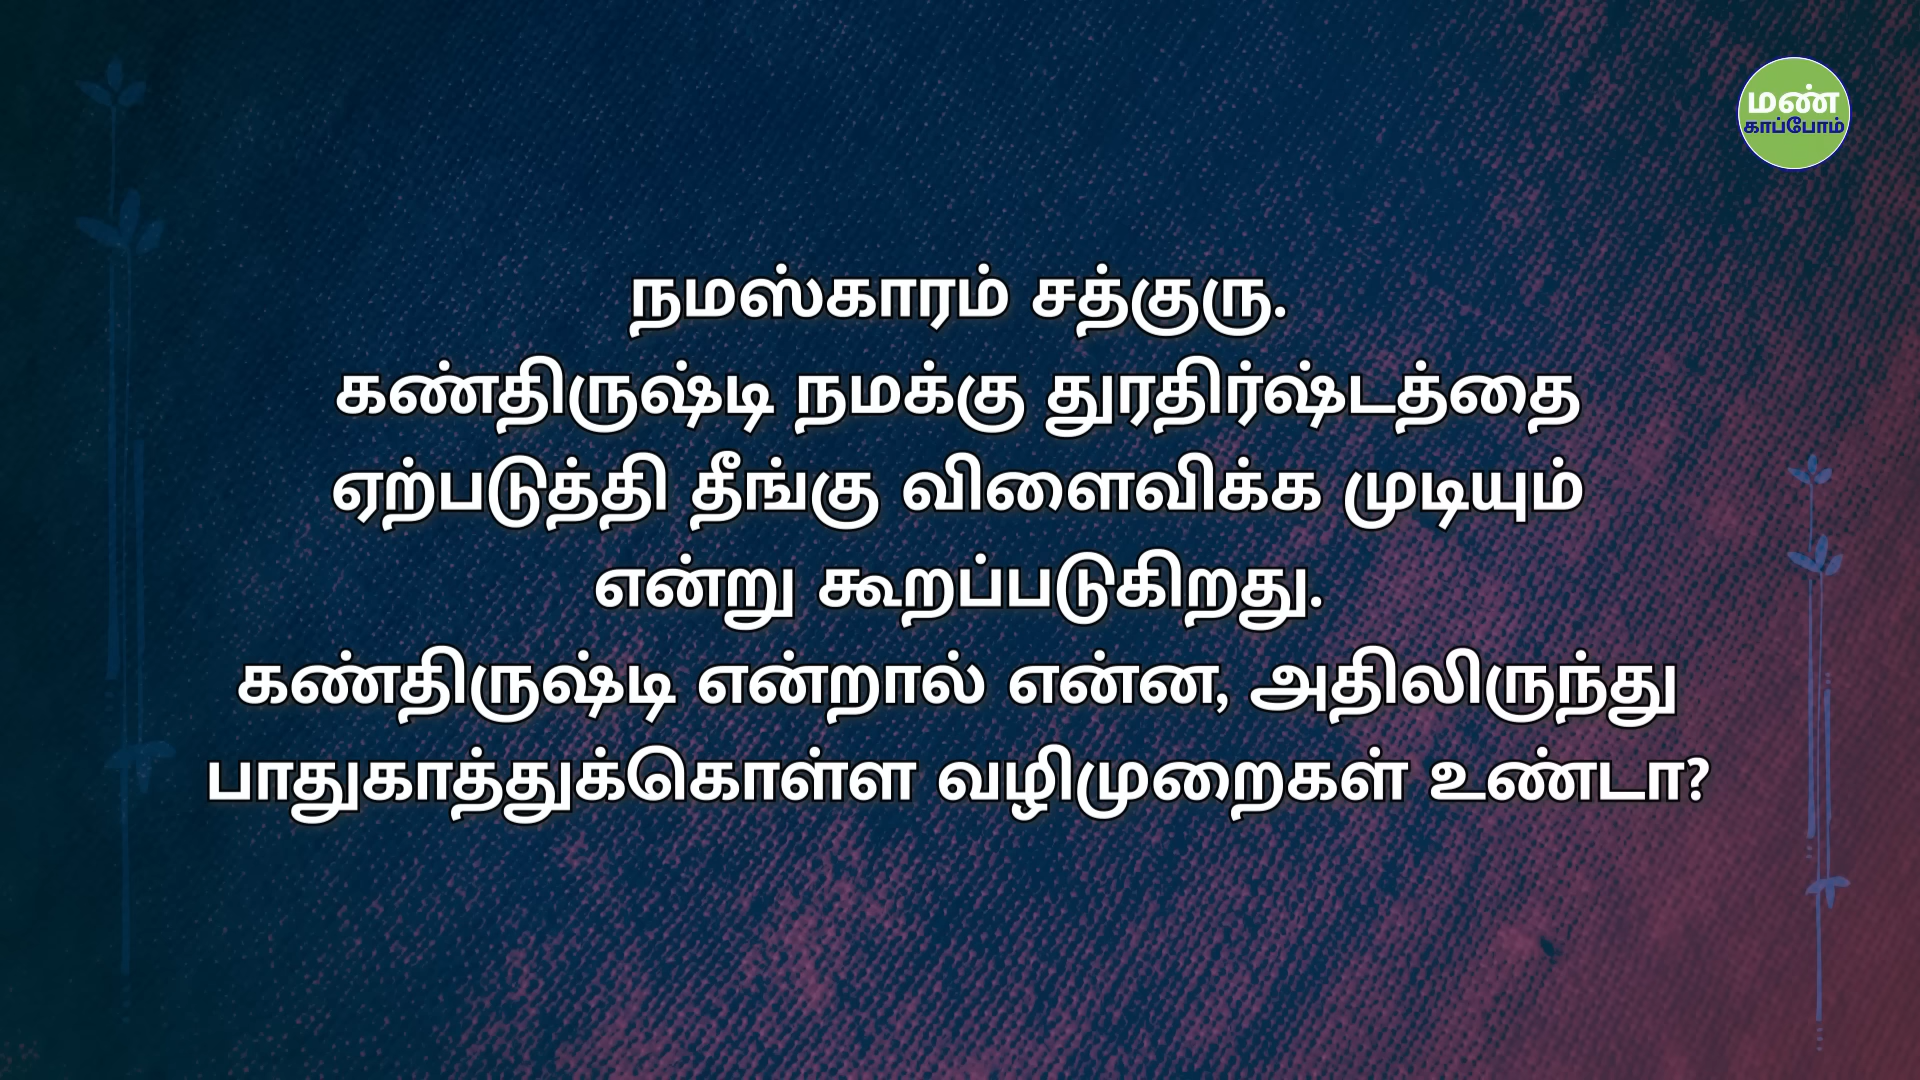 மண்
காப்போம்
நமஸ்காரம் சத்குரு.
கண்திருஷ்டி நமக்கு துரதிர்ஷ்டத்தை
ஏற்படுத்தி தீங்கு விளைவிக்க முடியும்
என்று கூறப்படுகிறது.
கண்திருஷ்டி என்றால் என்ன, அதிலிருந்து
பாதுகாத்துக்கொள்ள வழிமுறைகள் உண்டா?